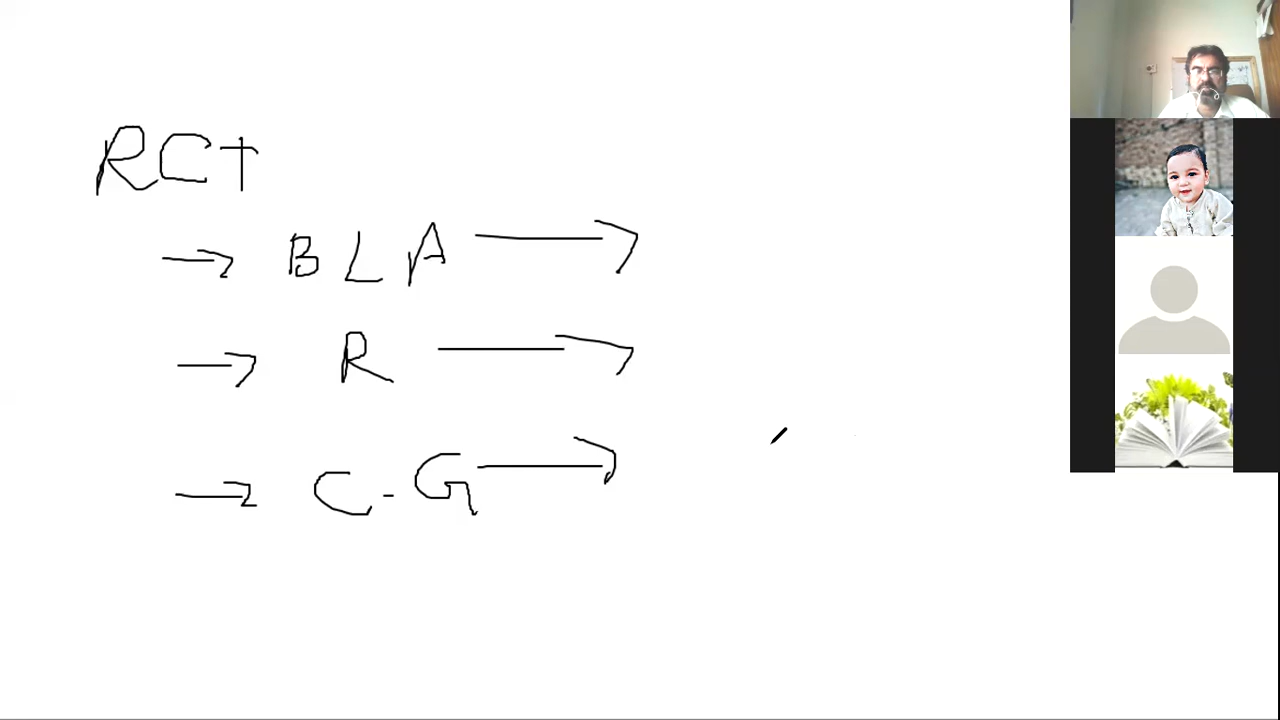 RCT
→ BLA →
→ R →
→ C-G →